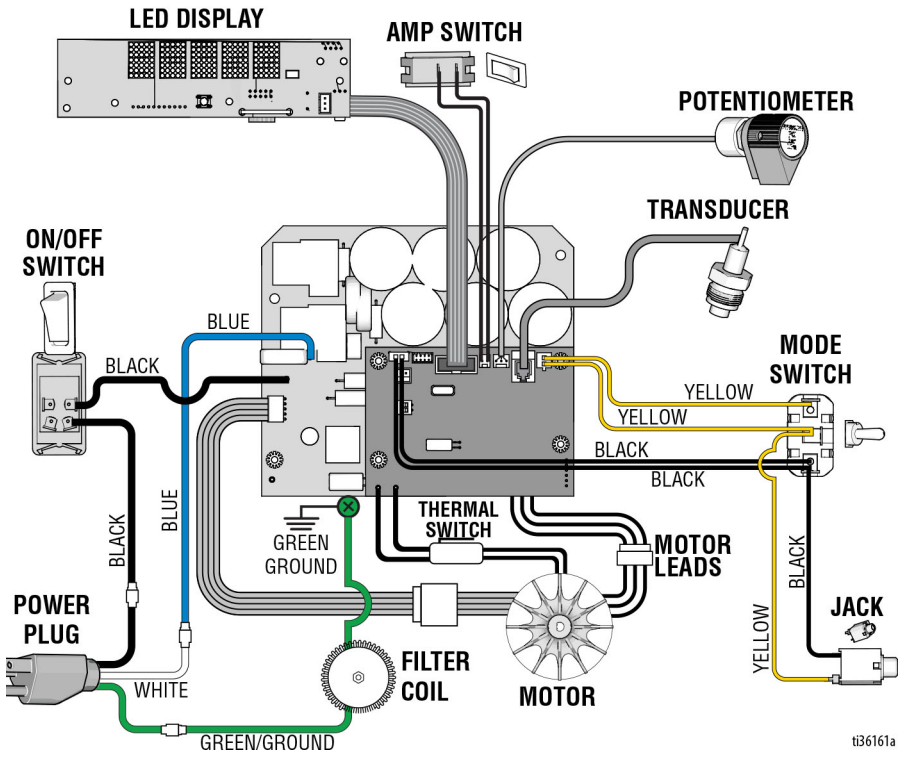 LED DISPLAY
AMP SWITCH
POTENTIOMETER
TRANSDUCER
ON/OFF
SWITCH
BLUE
BLACK
MODE
SWITCH
YELLOW
YELLOW
BLACK
BLACK
BLACK
BLUE
THERMAL
SWITCH
GREEN
GROUND
MOTOR
LEADS
BLACK
POWER
PLUG
JACK
YELLOW
FILTER
COIL
WHITE
MOTOR
GREEN/GROUND
ti36161a